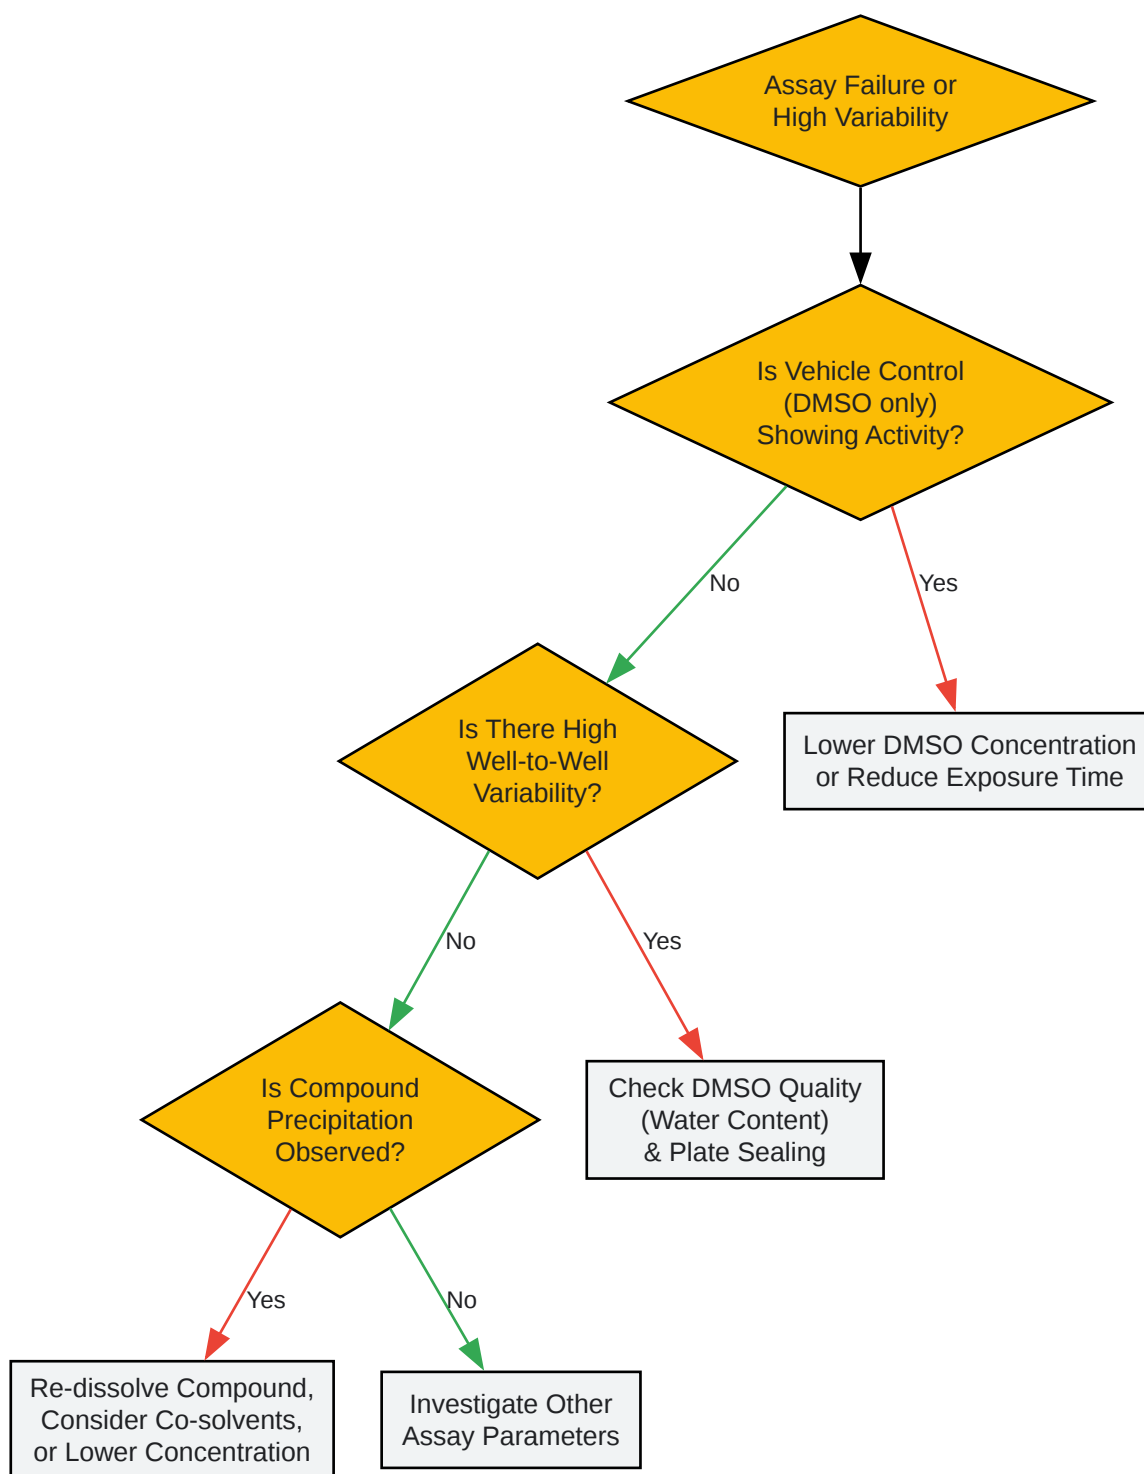 Assay Failure or
High Variability
Is Vehicle Control
(DMSO only)
Showing Activity?
No
Yes
Is There High
Well-to-Well
Variability?
Lower DMSO Concentration
or Reduce Exposure Time
No
Yes
Is Compound
Precipitation
Observed?
Check DMSO Quality
(Water Content)
& Plate Sealing
Yes
No
Re-dissolve Compound,
Consider Co-solvents,
or Lower Concentration
Investigate Other
Assay Parameters